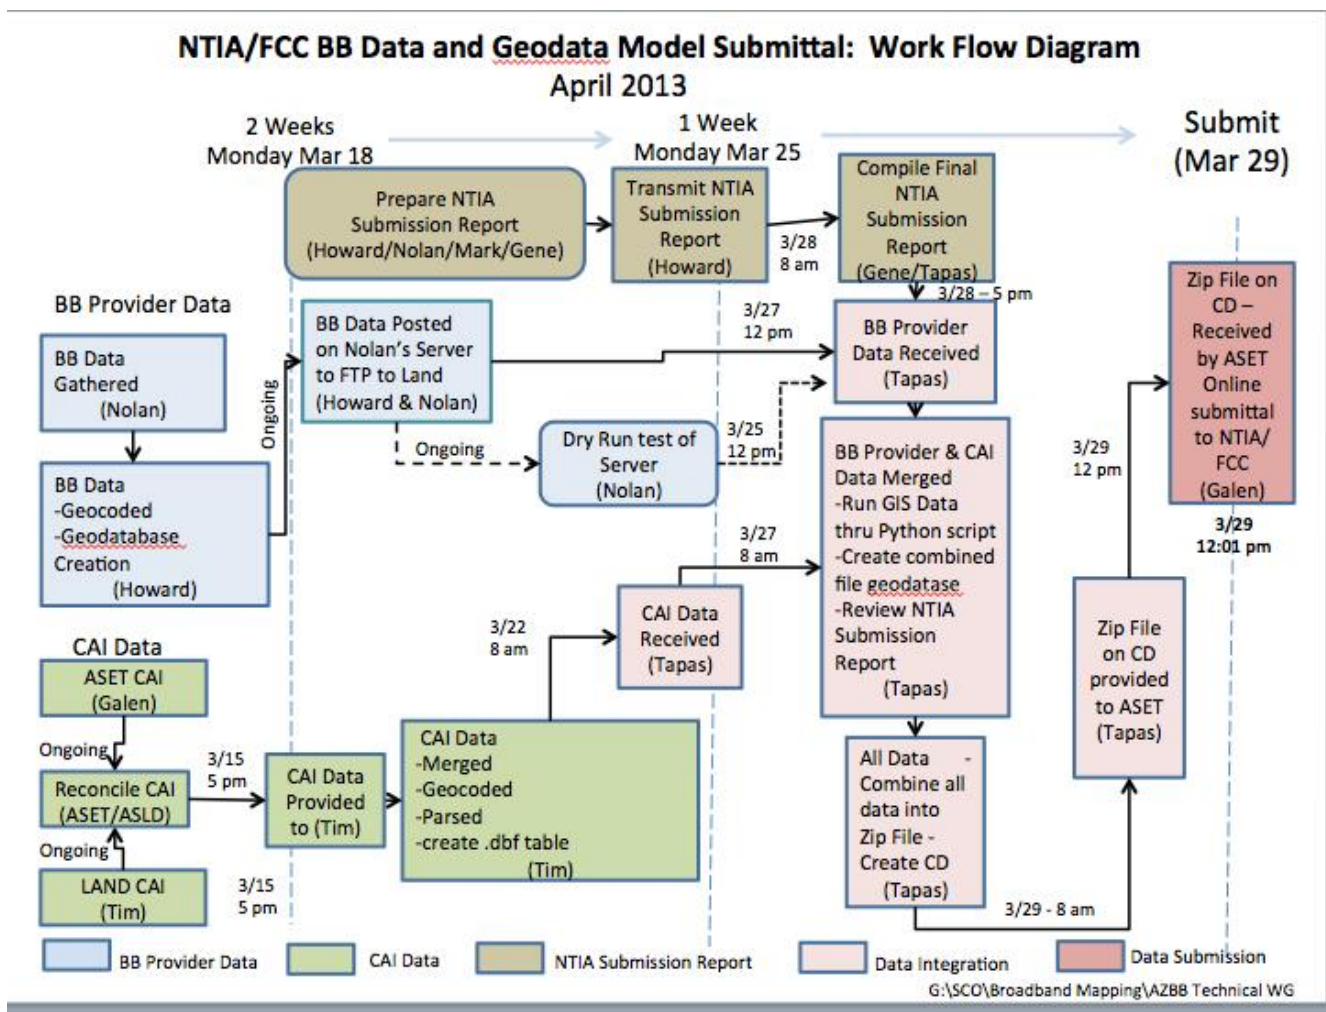 NTIA/FCC BB Data and Geodata Model Submittal:  Work Flow Diagram
April 2013
2 Weeks
Monday Mar 18
1 Week
Monday Mar 25
Submit
(Mar 29)
Prepare NTIA
Submission Report
(Howard/Nolan/Mark/Gene)
Transmit NTIA
Submission
Report
(Howard)
3/28
8 am
Compile Final
NTIA
Submission
Report
(Gene/Tapas)
3/28 – 5 pm
BB Provider Data
BB Data
Gathered
(Nolan)
BB Data
-Geocoded
-Geodatabase
Creation
(Howard)
Ongoing
BB Data Posted
on Nolan's Server
to FTP to Land
(Howard & Nolan)
Ongoing
Dry Run test of
Server
(Nolan)
3/27
12 pm
3/25
12 pm
BB Provider
Data Received
(Tapas)
BB Provider & CAI
Data Merged
-Run GIS Data
thru Python script
-Create combined
file geodatase
-Review NTIA
Submission
Report
(Tapas)
3/27
8 am
CAI Data
Received
(Tapas)
3/22
8 am
CAI Data
ASET CAI
(Galen)
Ongoing
Reconcile CAI
(ASET/ASLD)
Ongoing
LAND CAI
(Tim)
3/15
5 pm
3/15
5 pm
CAI Data
Provided
to (Tim)
CAI Data
-Merged
-Geocoded
-Parsed
-create .dbf table
(Tim)
All Data -
Combine all
data into
Zip File -
Create CD
(Tapas)
3/29 - 8 am
Zip File
on CD
provided
to ASET
(Tapas)
3/29
12 pm
Zip File on
CD –
Received
by ASET
Online
submittal
to NTIA/
FCC
(Galen)
3/29
12:01 pm
BB Provider Data
CAI Data
NTIA Submission Report
Data Integration
Data Submission
G:\SCO\Broadband Mapping\AZBB Technical WG